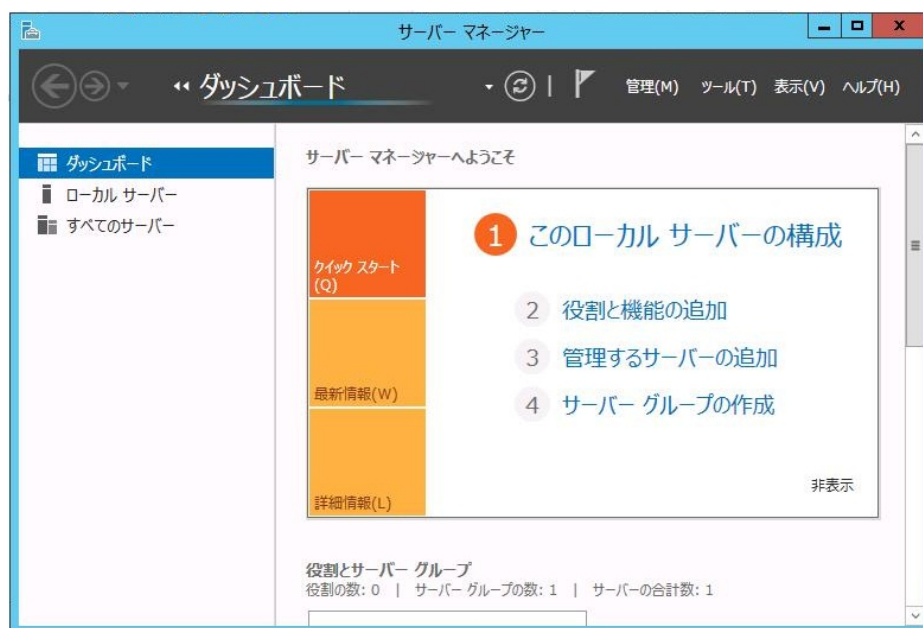 サーバー マネージャー
ダッシュボード
管理(M) ツール(T) 表示(V) ヘルプ(H)
ダッシュボード
ローカル サーバー
すべてのサーバー
サーバー マネージャーへようこそ
クイック スタート
(Q)
最新情報(W)
詳細情報(L)
1 このローカル サーバーの構成
2 役割と機能の追加
3 管理するサーバーの追加
4 サーバー グループの作成
非表示
役割とサーバー グループ
役割の数: 0 | サーバー グループの数: 1 | サーバーの合計数: 1